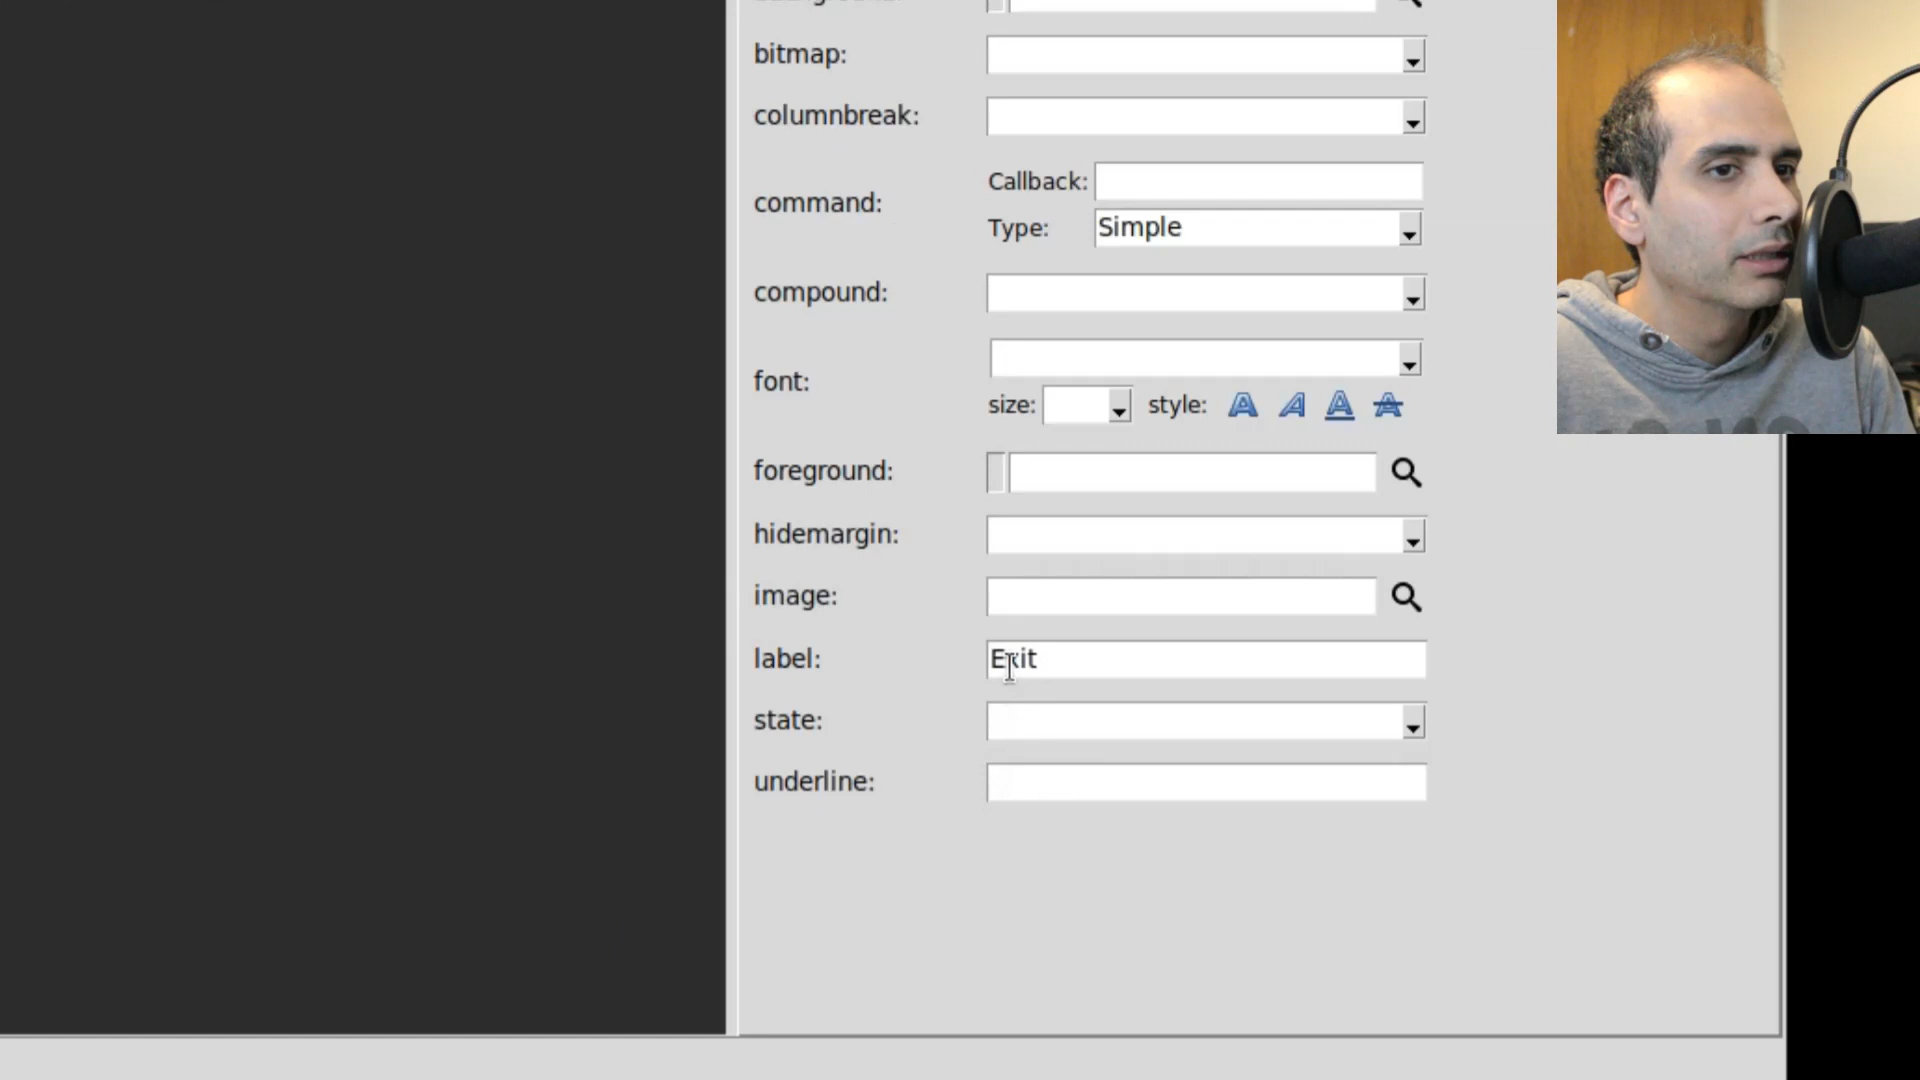 bitmap:
columnbreak:
command:
Callback:
Type: Simple
compound:
font:
size: style: A A A A
foreground:
hidemargin:
image:
label: Exit
state:
underline: